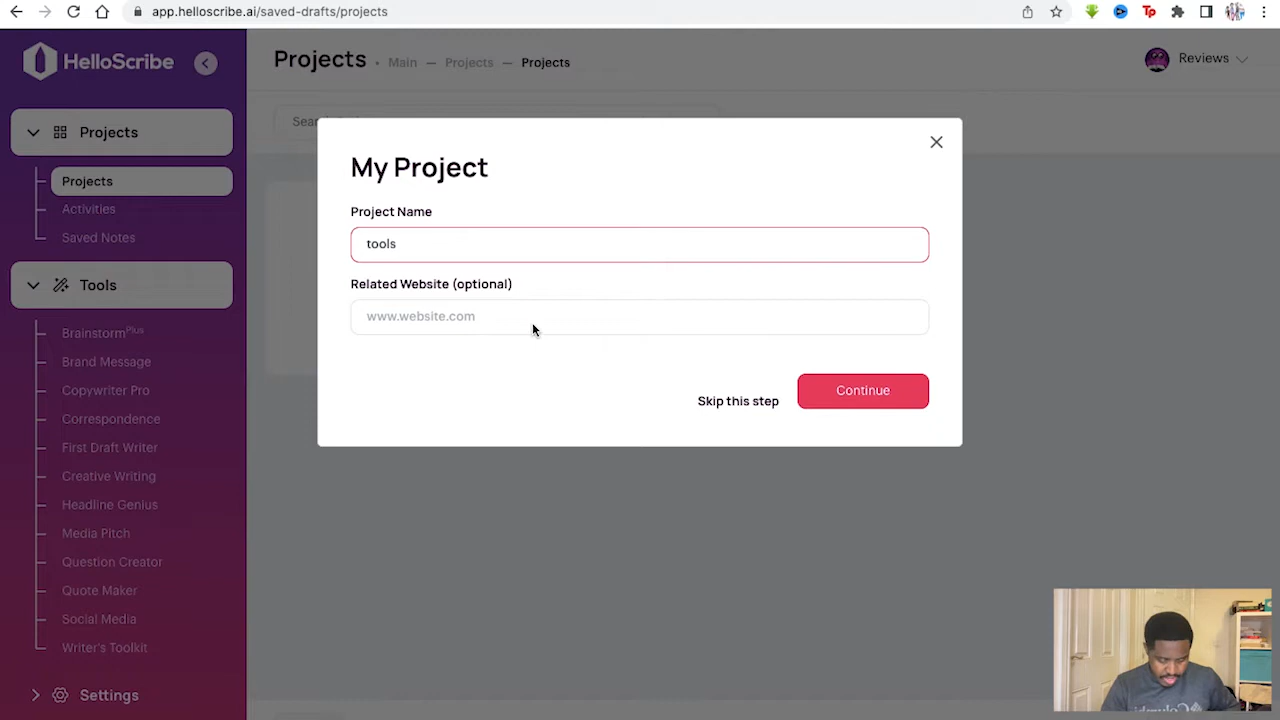 app.helloscribe.ai/saved-drafts/projects
HelloScribe
Projects
Main — Projects — Projects
Reviews
Projects
Projects
Activities
Saved Notes
Tools
Brainstorm Plus
Brand Message
Copywriter Pro
Correspondence
First Draft Writer
Creative Writing
Headline Genius
Media Pitch
Question Creator
Quote Maker
Social Media
Writer's Toolkit
Settings
My Project
Project Name
tools
Related Website (optional)
www.website.com
Skip this step
Continue